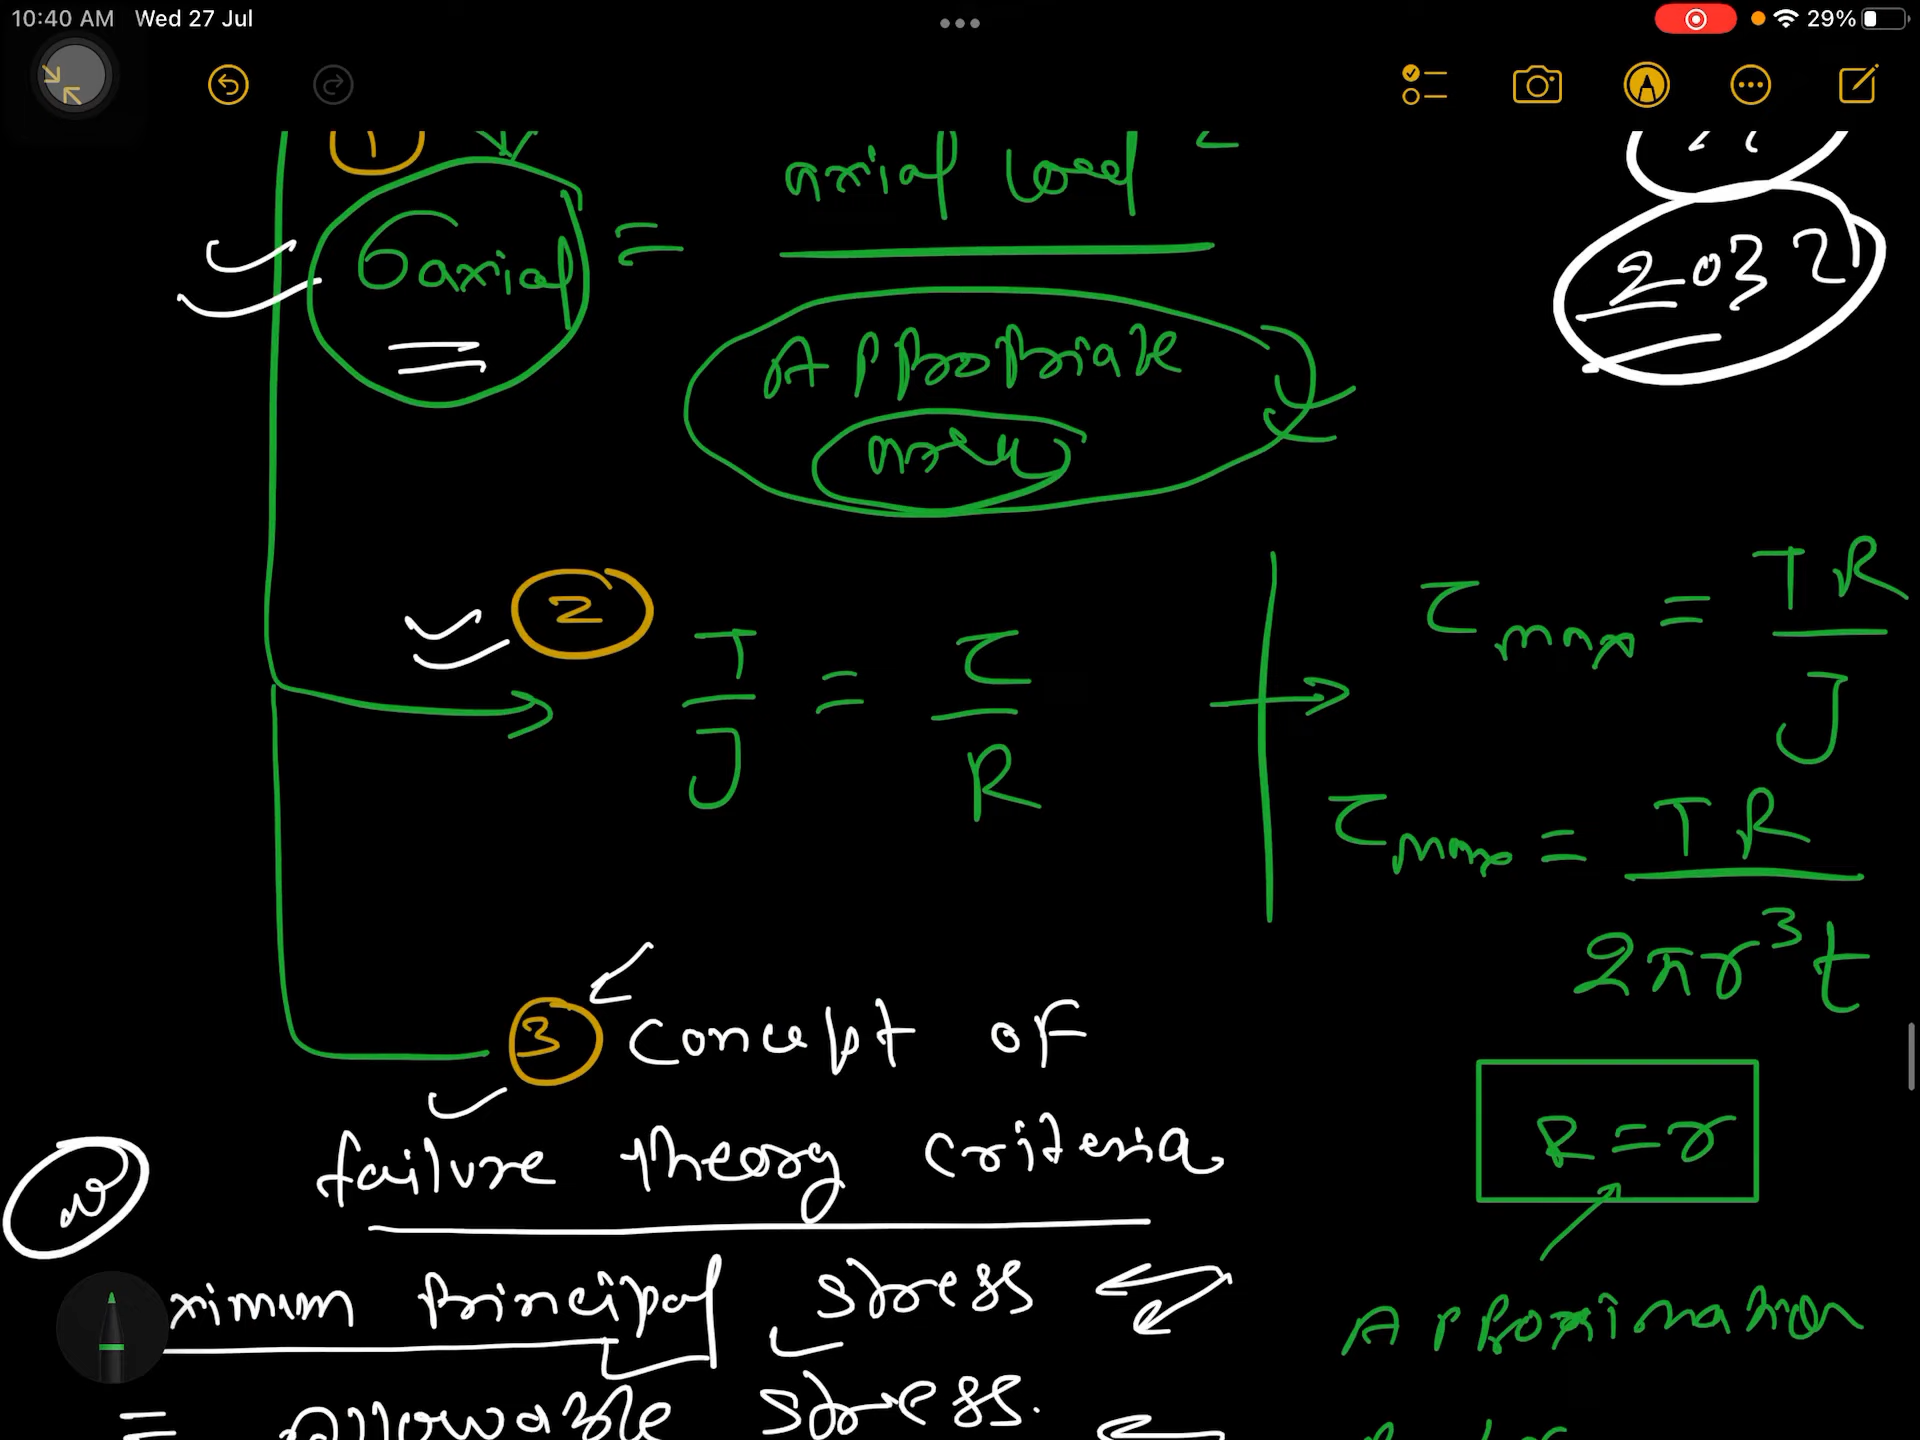 10:40 AM Wed 27 Jul
29%
1
axial load
σaxial =
Appropriate
area
2032
2
T/J = τ/R
τmax = TR/J
τmax = TR/2πr³t
3 concept of
failure theory criteria
R = r
ximum principal stress
Approximation
= allowable stress.